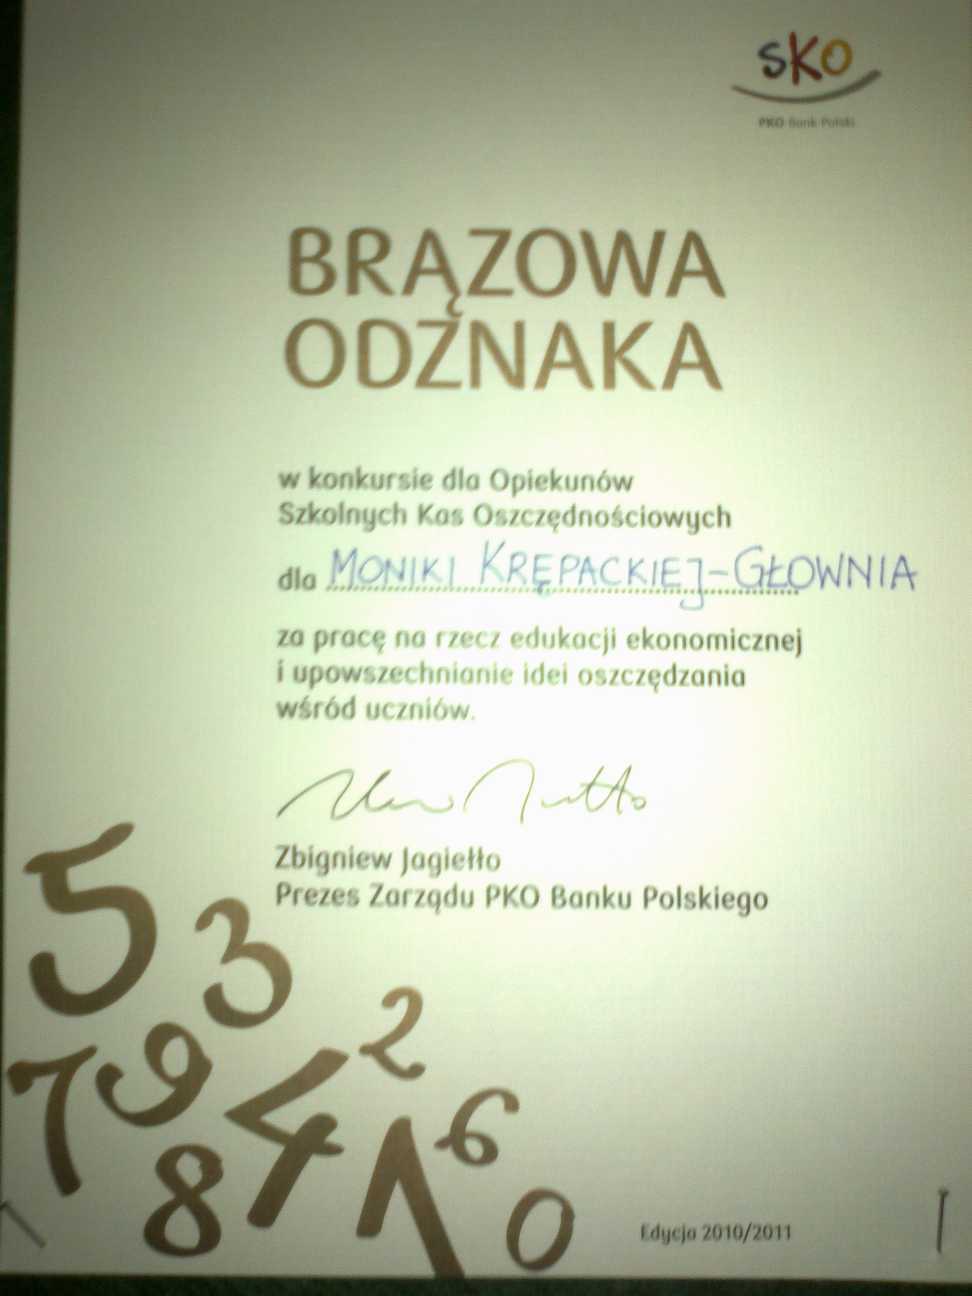 sKO
PKO Bank Polski
BRĄZOWA
ODZNAKA
w konkursie dla Opiekunów
Szkolnych Kas Oszczędnościowych
dla MONIKI KRĘPACKIEJ-GŁOWNIA
za pracę na rzecz edukacji ekonomicznej
i upowszechnianie idei oszczędzania
wśród uczniów.
Zbigniew Jagiełło
Prezes Zarządu PKO Banku Polskiego
5 3 2
7 9 4 6
8 1 0
Edycja 2010/2011